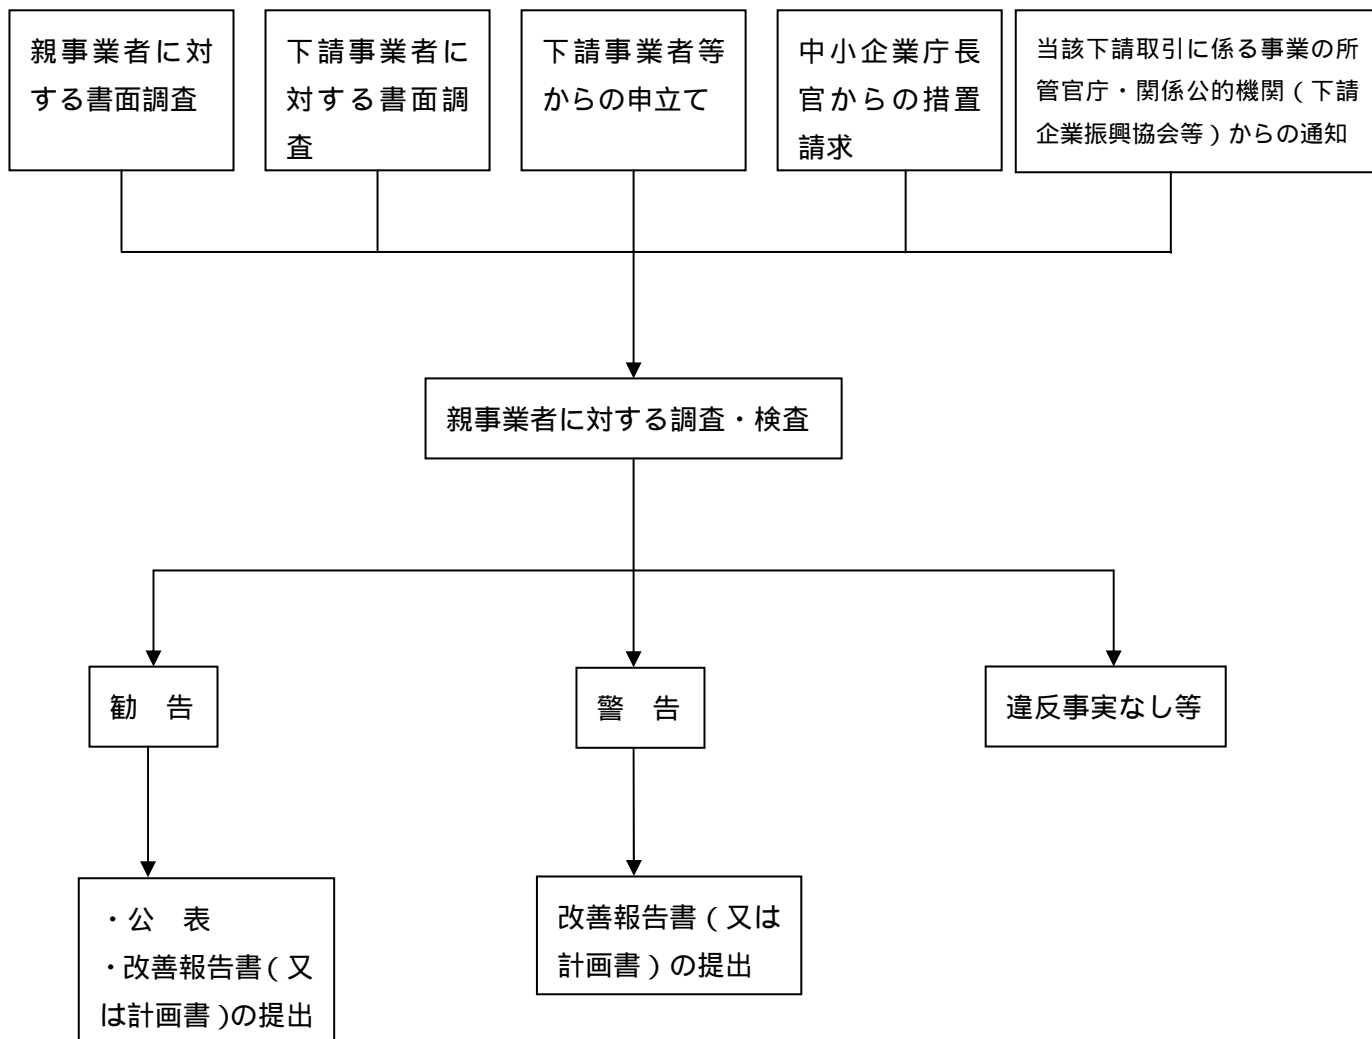 親事業者に対
する書面調査
下請事業者に
対する書面調
査
下請事業者等
からの申立て
中小企業庁長
官からの措置
請求
当該下請取引に係る事業の所
管官庁・関係公的機関（下請
企業振興協会等）からの通知
親事業者に対する調査・検査
勧　告
警　告
違反事実なし等
・公　表
・改善報告書（又
は計画書）の提出
改善報告書（又は
計画書）の提出